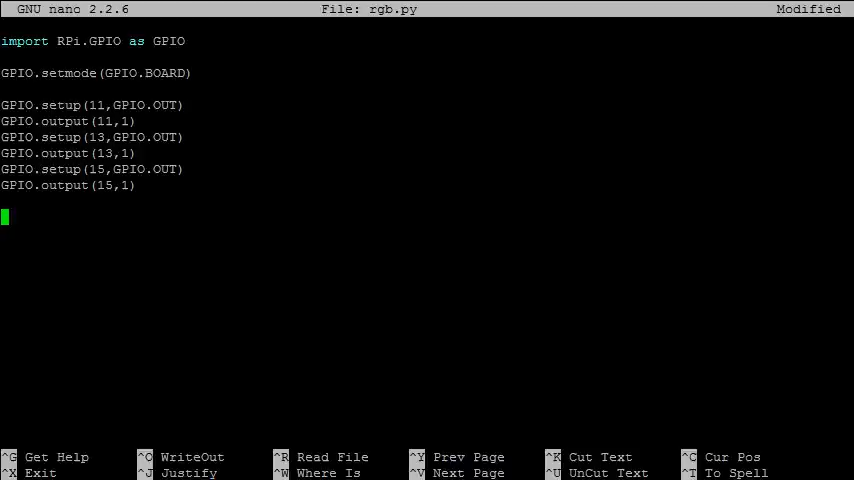 GNU nano 2.2.6 File: rgb.py Modified
import RPi.GPIO as GPIO
GPIO.setmode(GPIO.BOARD)
GPIO.setup(11,GPIO.OUT)
GPIO.output(11,1)
GPIO.setup(13,GPIO.OUT)
GPIO.output(13,1)
GPIO.setup(15,GPIO.OUT)
GPIO.output(15,1)
^G Get Help ^O WriteOut ^R Read File ^Y Prev Page ^K Cut Text ^C Cur Pos
^X Exit ^J Justify ^W Where Is ^V Next Page ^U UnCut Text ^T To Spell